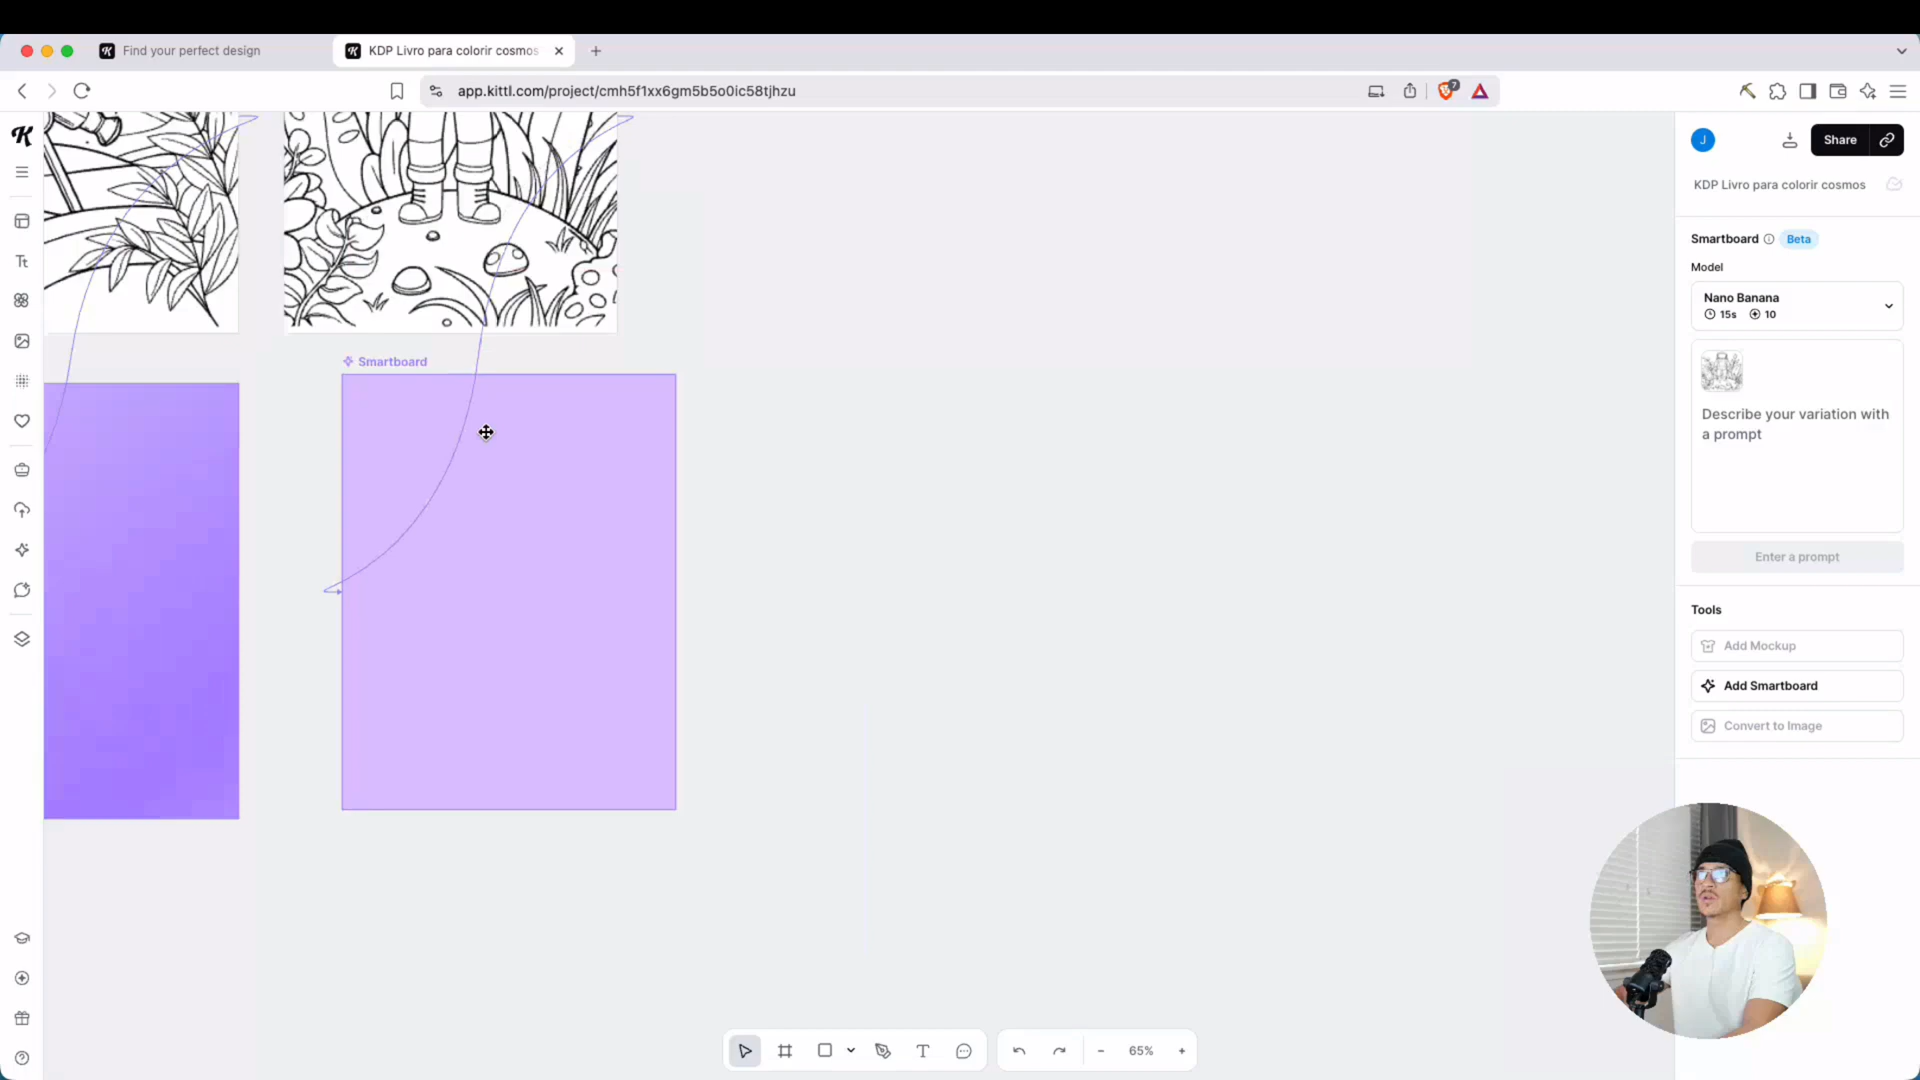 Find your perfect design
KDP Livro para colorir cosmos
app.kittl.com/project/cmh5f1xx6gm5b5o0ic58tjhzu
7
J
Share
KDP Livro para colorir cosmos
Smartboard
Beta
Model
Nano Banana
15s
10
Describe your variation with
a prompt
Enter a prompt
Tools
Add Mockup
Add Smartboard
Convert to Image
Smartboard
Tt
T
65%